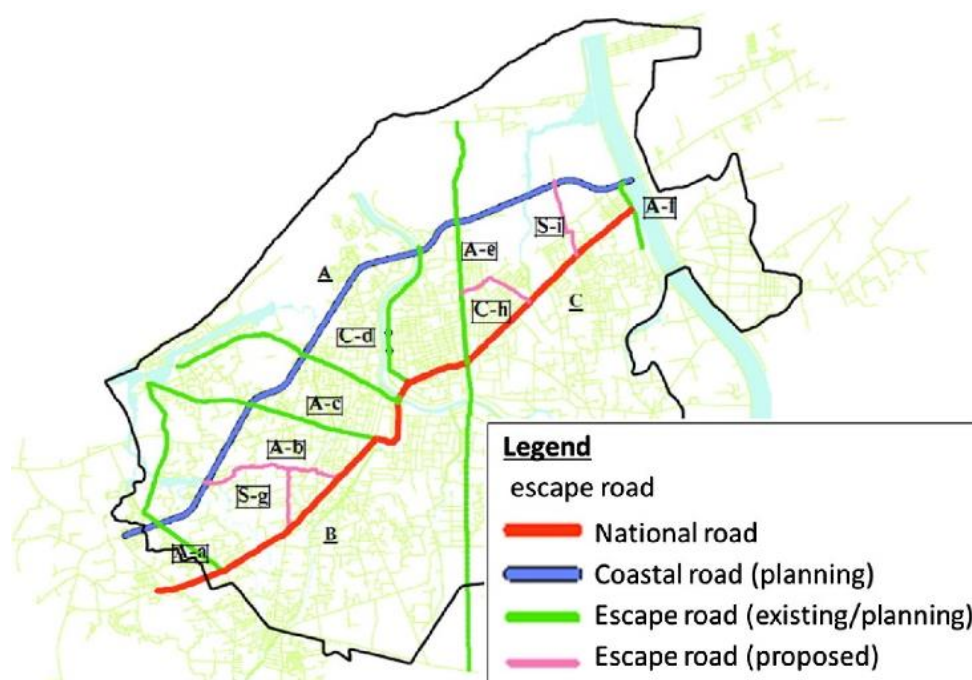 A-f
S-i
A-e
A
C-h
C
C-d
A-c
A-b
S-g
B
A-a
Legend
escape road
National road
Coastal road (planning)
Escape road (existing/planning)
Escape road (proposed)